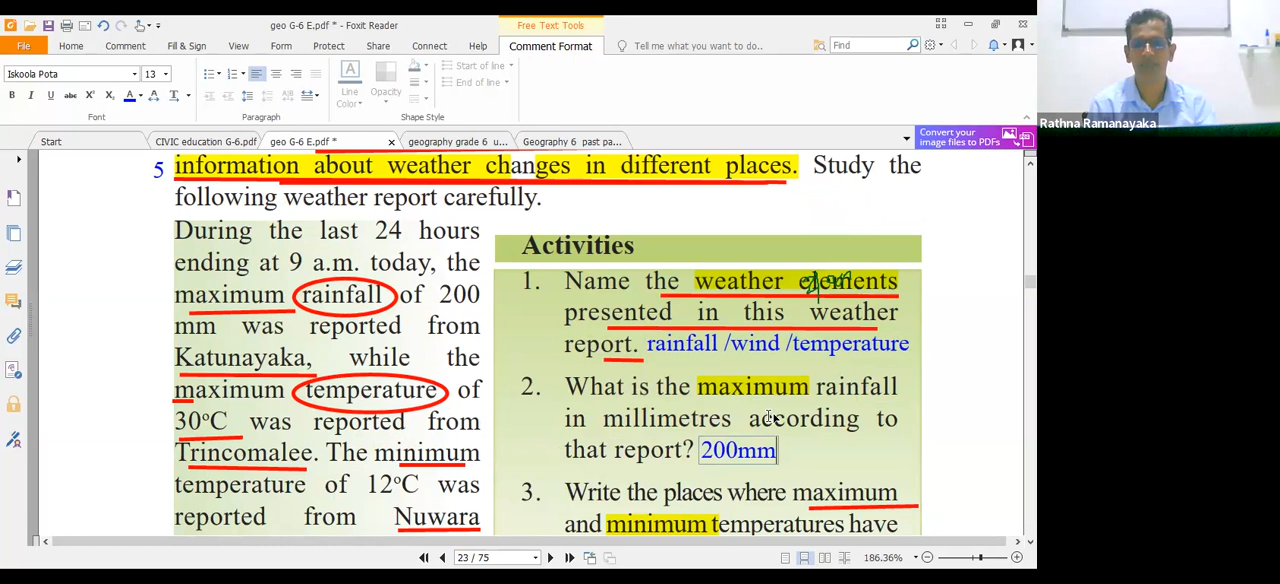 geo G-6 E.pdf * - Foxit Reader
Free Text Tools
File Home Comment Fill & Sign View Form Protect Share Connect Help Comment Format Tell me what you want to do.. Find
Iskoola Pota 13
Line Color Opacity
Start of line
End of line
B I U abc X² X₂ A A T
Font Paragraph Shape Style
Start CIVIC education G-6.pdf geo G-6 E.pdf * geography grade 6 u... Geography 6 past pa...
Convert your image files to PDFs
Rathna Ramanayaka
5 information about weather changes in different places. Study the
following weather report carefully.
During the last 24 hours
ending at 9 a.m. today, the
maximum rainfall of 200
mm was reported from
Katunayaka, while the
maximum temperature of
30°C was reported from
Trincomalee. The minimum
temperature of 12°C was
reported from Nuwara
Activities
1. Name the weather elements
presented in this weather
report. rainfall /wind /temperature
2. What is the maximum rainfall
in millimetres according to
that report? 200mm
3. Write the places where maximum
and minimum temperatures have
23 / 75
186.36%